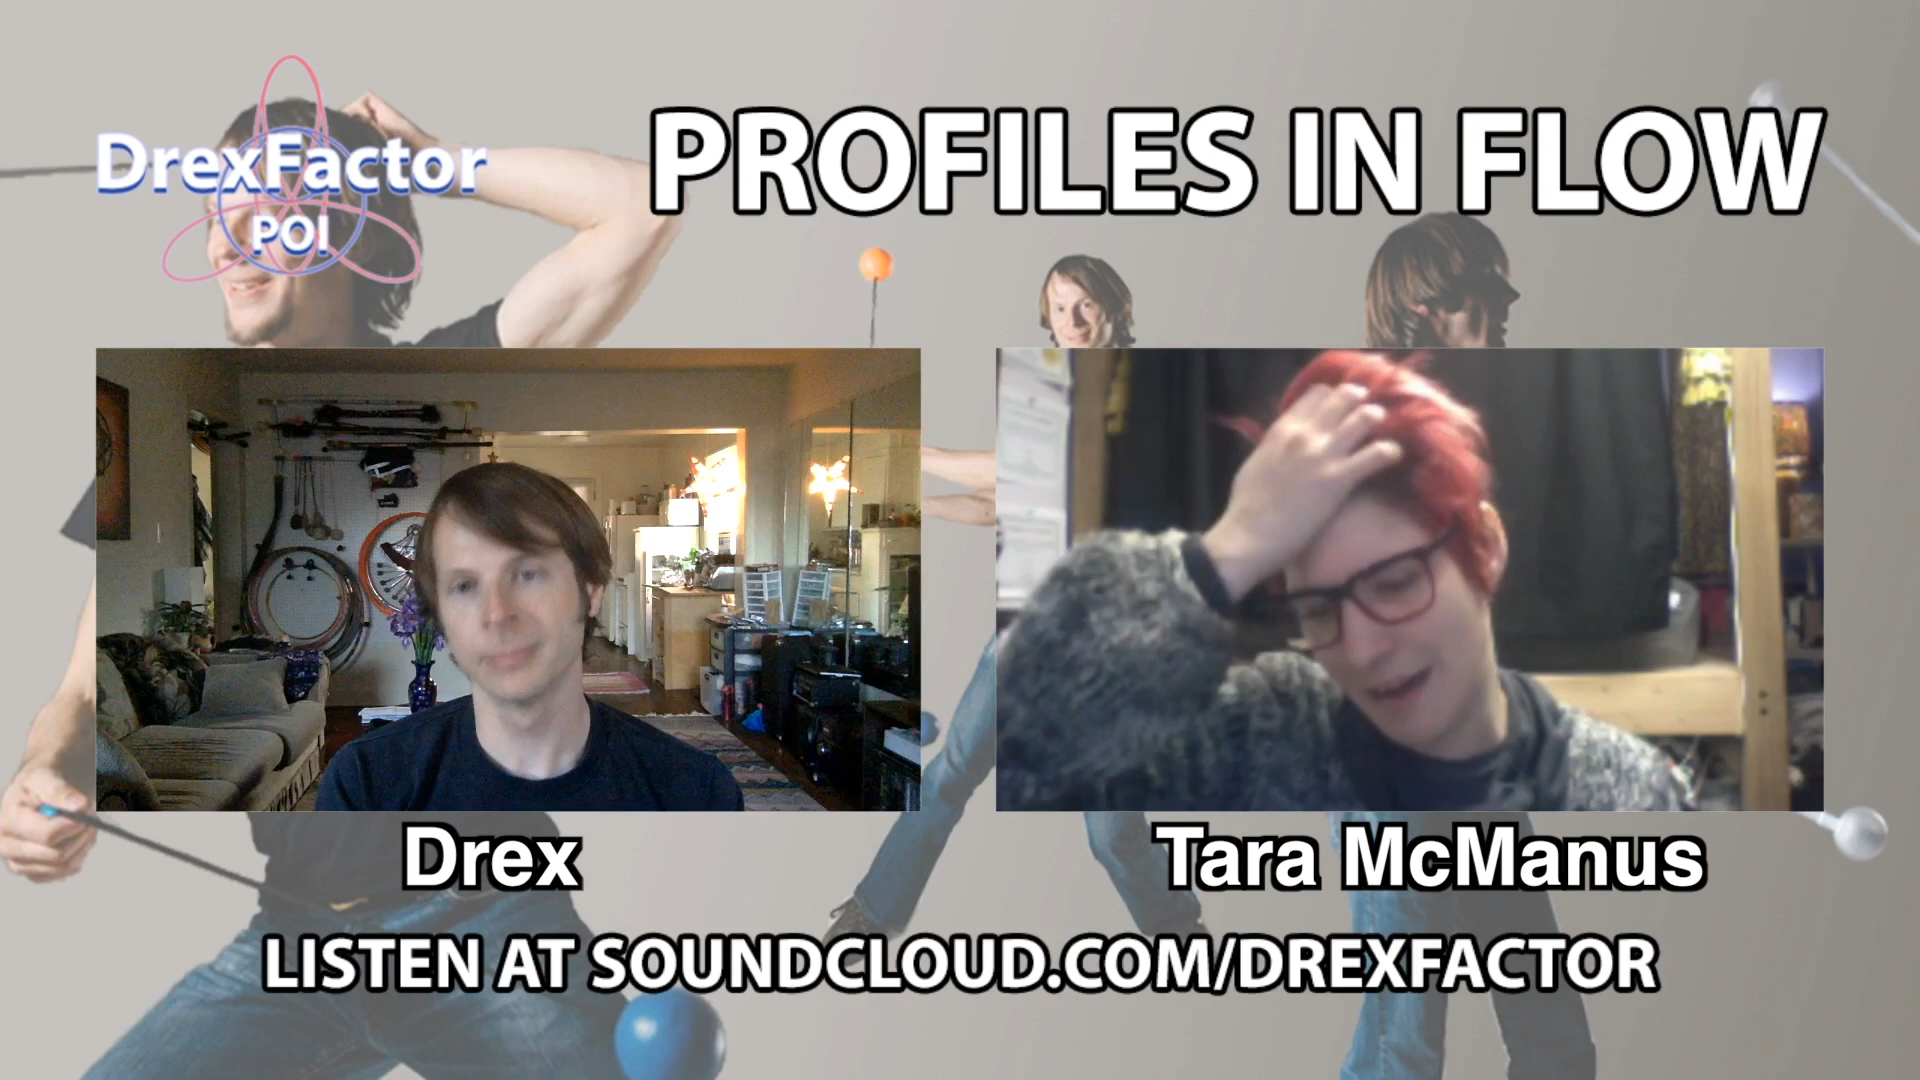 DrexFactor
POI
PROFILES IN FLOW
Drex
Tara McManus
LISTEN AT SOUNDCLOUD.COM/DREXFACTOR